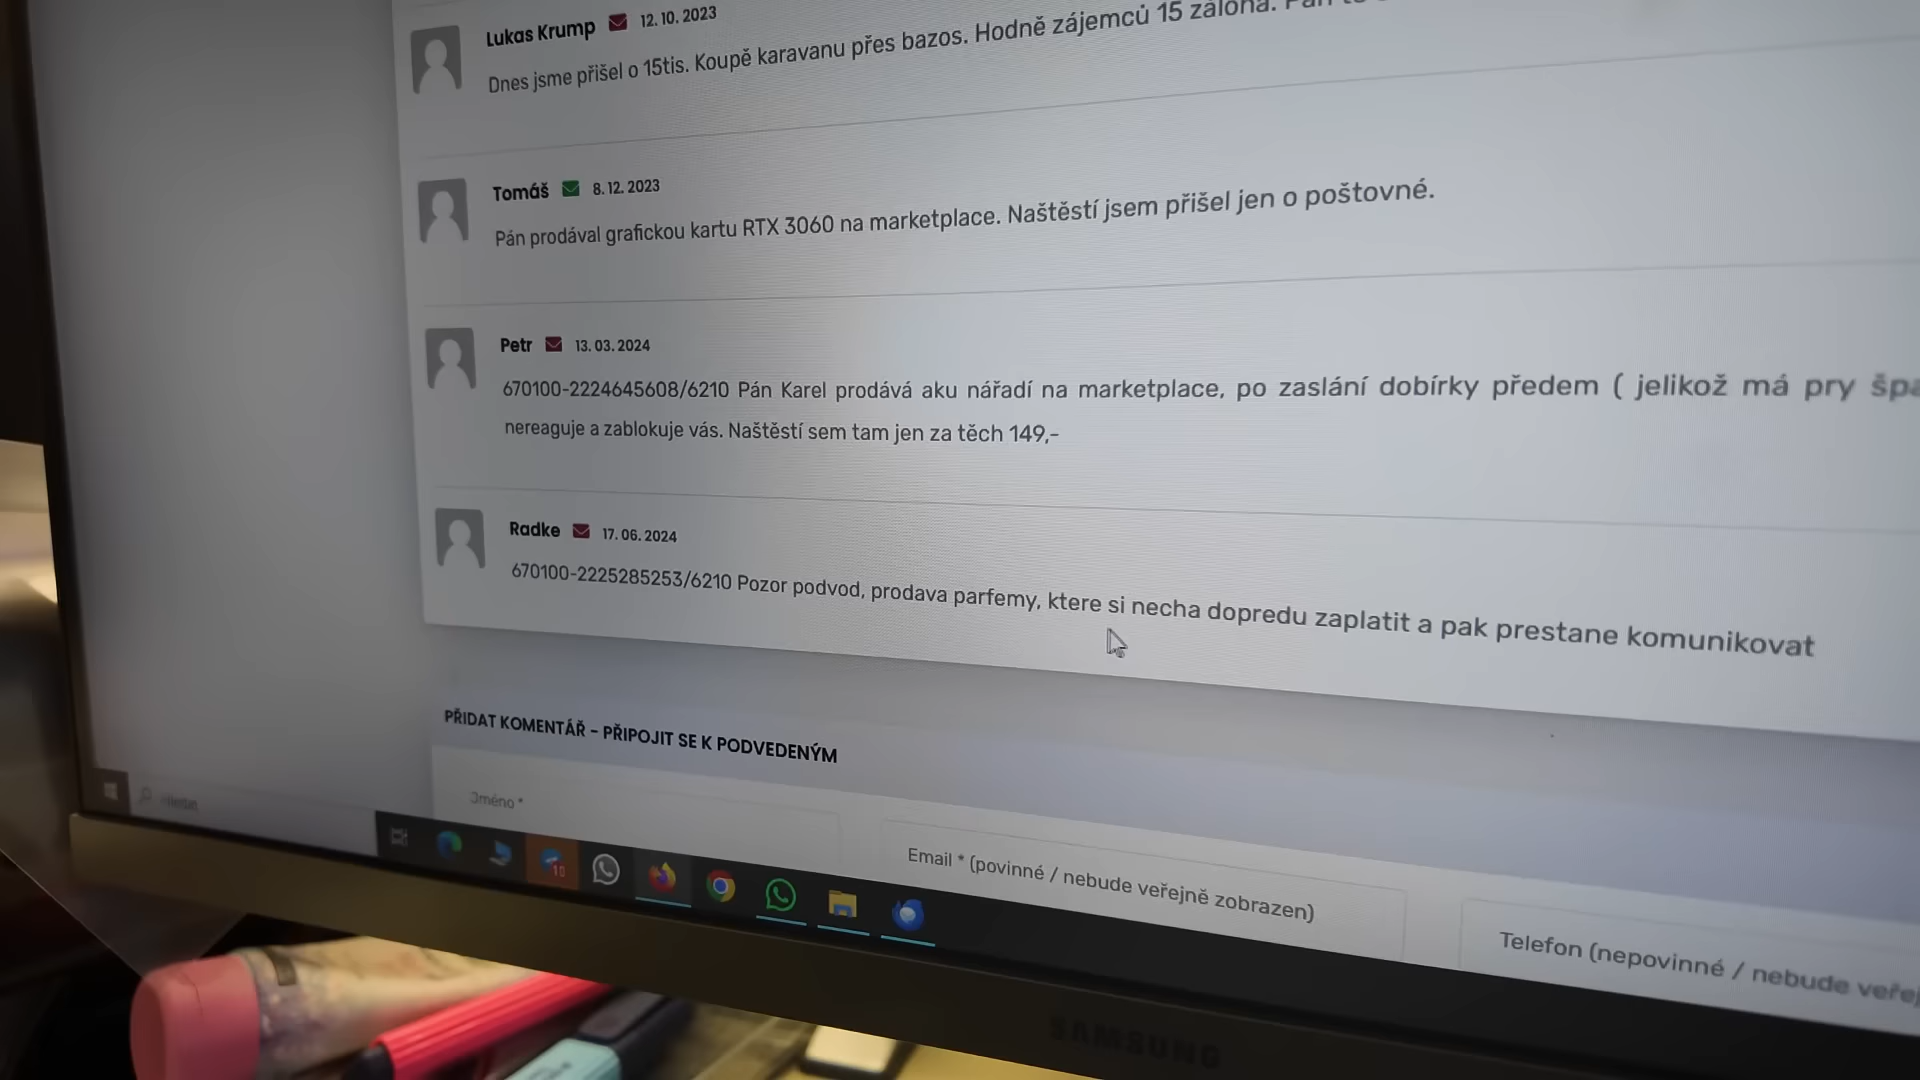 Lukas Krump 12. 10. 2023
Dnes jsme přišel o 15tis. Koupě karavanu přes bazos. Hodně zájemců 15 záloha.
Tomáš 8. 12. 2023
Pán prodával grafickou kartu RTX 3060 na marketplace. Naštěstí jsem přišel jen o poštovné.
Petr 13. 03. 2024
670100-2224645608/6210 Pán Karel prodává aku nářadí na marketplace, po zaslání dobírky předem ( jelikož má pry špa
nereaguje a zablokuje vás. Naštěstí sem tam jen za těch 149,-
Radke 17. 06. 2024
670100-2225285253/6210 Pozor podvod, prodava parfemy, ktere si necha dopredu zaplatit a pak prestane komunikovat
PŘIDAT KOMENTÁŘ - PŘIPOJIT SE K PODVEDENÝM
Jméno *
Email * (povinné / nebude veřejně zobrazen)
Telefon (nepovinné / nebude veřej
10
SAMSUNG